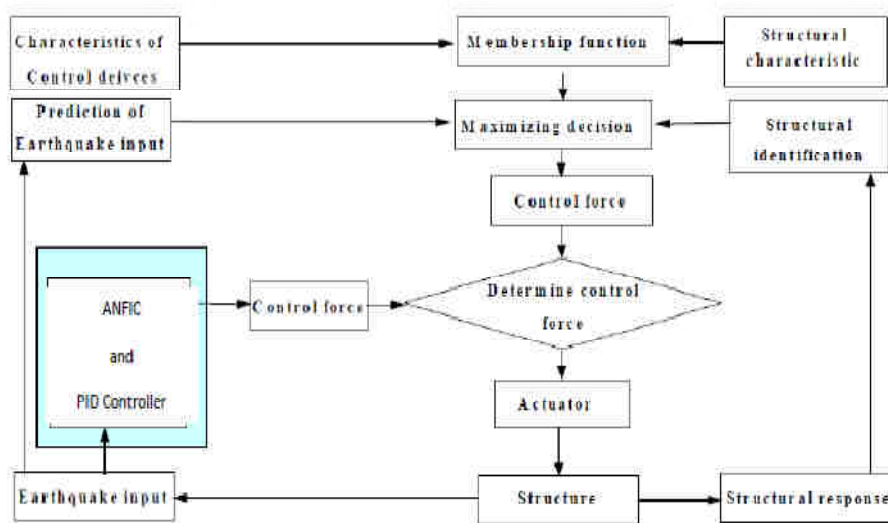 Characteristics of
Control deivces
Membership function
Structural
characteristic
Prediction of
Earthquake input
Maximizing decision
Structural
identification
Control force
ANFIC
and
PID Controller
Control force
Determine control
force
Actuator
Earthquake input
Structure
Structural response